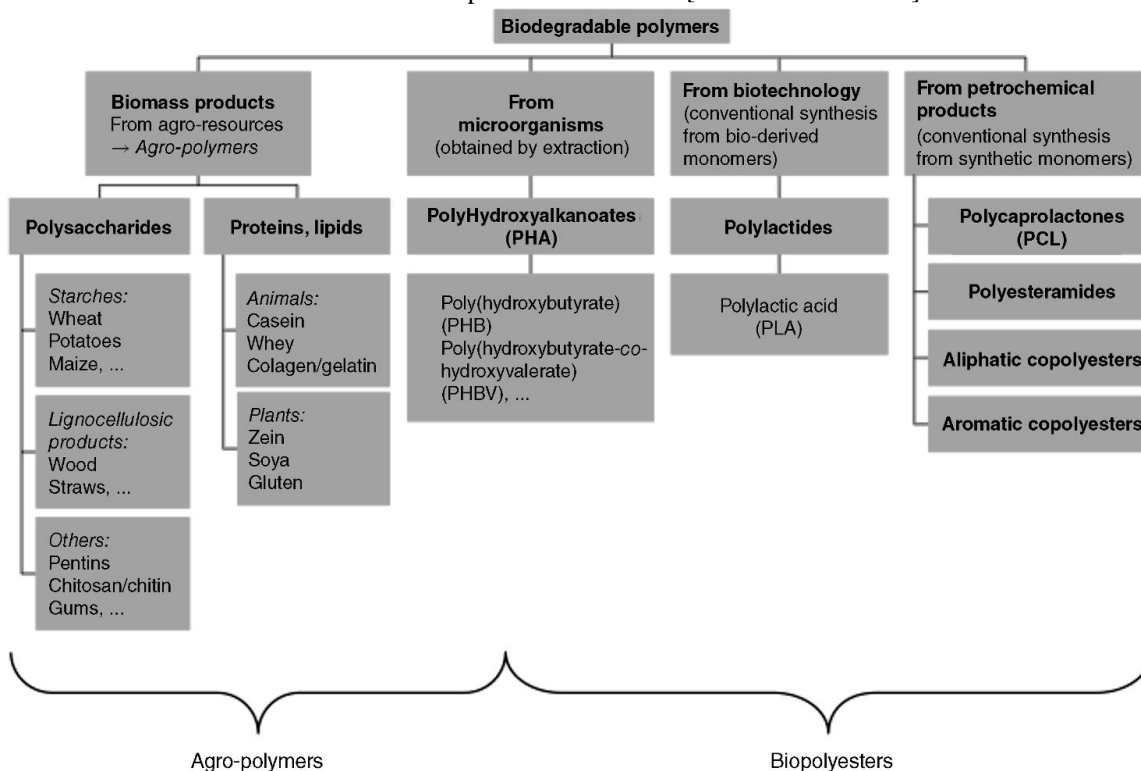 Biodegradable polymers
Biomass products
From agro-resources
→ Agro-polymers
From
microorganisms
(obtained by extraction)
From biotechnology
(conventional synthesis
from bio-derived
monomers)
From petrochemical
products
(conventional synthesis
from synthetic monomers)
Polysaccharides
Proteins, lipids
PolyHydroxyalkanoates
(PHA)
Polylactides
Polycaprolactones
(PCL)
Starches:
Wheat
Potatoes
Maize, ...
Animals:
Casein
Whey
Colagen/gelatin
Poly(hydroxybutyrate)
(PHB)
Poly(hydroxybutyrate-co-
hydroxyvalerate)
(PHBV), ...
Polylactic acid
(PLA)
Polyesteramides
Aliphatic copolyesters
Aromatic copolyesters
Lignocellulosic
products:
Wood
Straws, ...
Plants:
Zein
Soya
Gluten
Others:
Pentins
Chitosan/chitin
Gums, ...
Agro-polymers
Biopolyesters